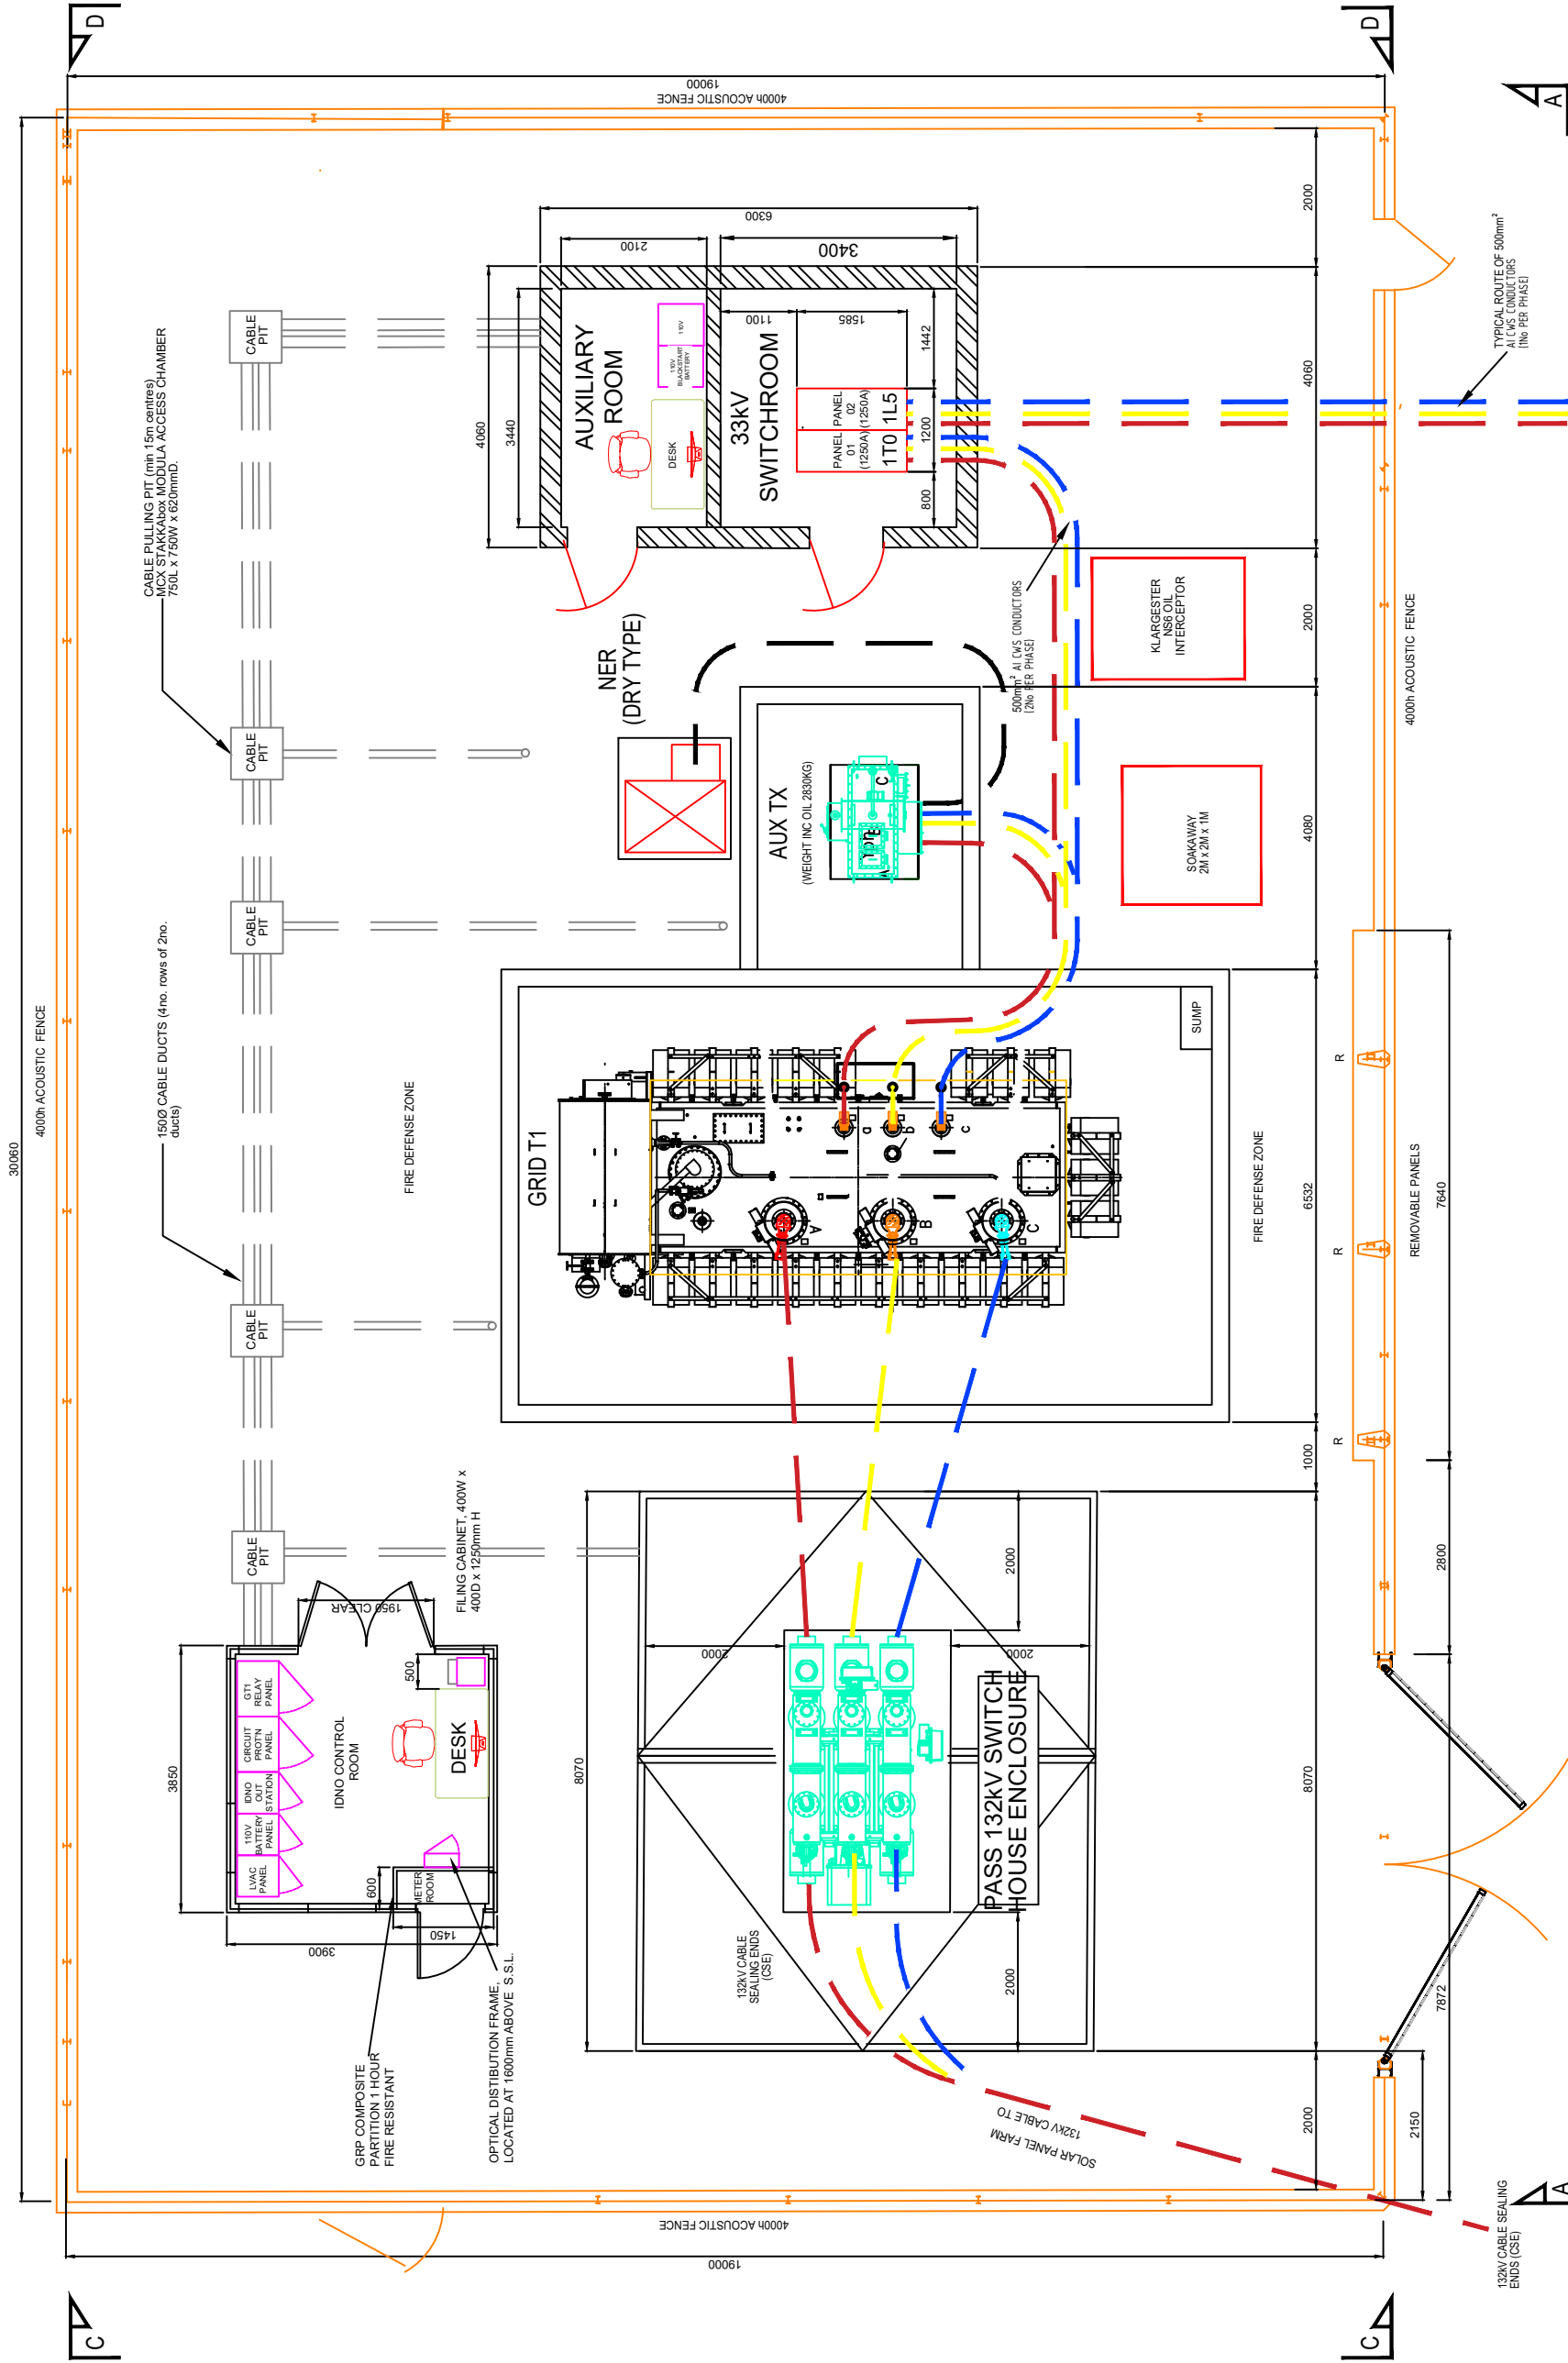 D
D
19000
4000h ACOUSTIC FENCE
A
CABLE PULLING PIT (min 15m centres)
MCX STAKKAbox MODULA ACCESS CHAMBER
750L x 750W x 620mmD.
CABLE
PIT
6300
2100
3400
2000
4060
3440
AUXILIARY
ROOM
110V
BLACKSTART
BATTERY
110V
DESK
1100
1585
1442
33kV
SWITCHROOM
PANEL
01
(1250A)
PANEL
02
(1250A)
1T0
1L5
1200
800
4060
TYPICAL ROUTE OF 500mm²
Al CWS CONDUCTORS
(1No PER PHASE)
NER
(DRY TYPE)
500mm² Al CWS CONDUCTORS
(2No PER PHASE)
KLARGESTER
NS6 OIL
INTERCEPTOR
2000
4000h ACOUSTIC FENCE
CABLE
PIT
AUX TX
(WEIGHT INC OIL 2830KG)
C
SOAKAWAY
2M x 2M x 1M
4080
150Ø CABLE DUCTS (4no. rows of 2no.
ducts)
CABLE
PIT
30060
4000h ACOUSTIC FENCE
FIRE DEFENSE ZONE
GRID T1
SUMP
a
b
c
A
B
C
FIRE DEFENSE ZONE
6532
R
R
R
REMOVABLE PANELS
7640
CABLE
PIT
1000
CABLE
PIT
FILING CABINET, 400W x
400D x 1250mm H
1950 CLEAR
2000
2800
3850
GT1
RELAY
PANEL
CIRCUIT
PROT'N
PANEL
IDNO
OUT
STATION
110V
BATTERY
PANEL
LVAC
PANEL
IDNO CONTROL
ROOM
500
DESK
METER
ROOM
600
1450
3900
8070
2000
2000
PASS 132kV SWITCH
HOUSE ENCLOSURE
8070
132kV CABLE
SEALING ENDS
(CSE)
2000
7872
GRP COMPOSITE
PARTITION 1 HOUR
FIRE RESISTANT
OPTICAL DISTIBUTION FRAME,
LOCATED AT 1600mm ABOVE S.S.L.
132kV CABLE TO
SOLAR PANEL FARM
2000
2150
4000h ACOUSTIC FENCE
19000
132kV CABLE SEALING
ENDS (CSE)
A
C
C